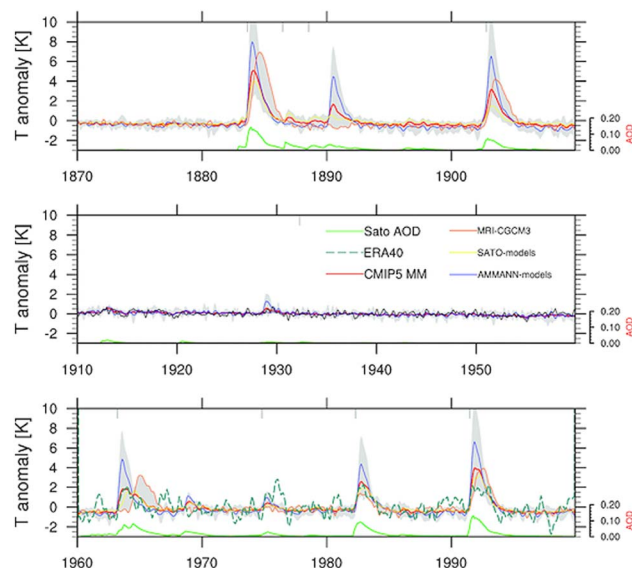 10
8
6
4
2
0
-2
T anomaly [K]
0.20
0.10
0.00
AOD
1870 1880 1890 1900
10
8
6
4
2
0
-2
T anomaly [K]
Sato AOD MRI-CGCM3
ERA40 SATO-models
CMIP5 MM AMMANN-models
0.20
0.10
0.00
AOD
1910 1920 1930 1940 1950
10
8
6
4
2
0
-2
T anomaly [K]
0.20
0.10
0.00
AOD
1960 1970 1980 1990